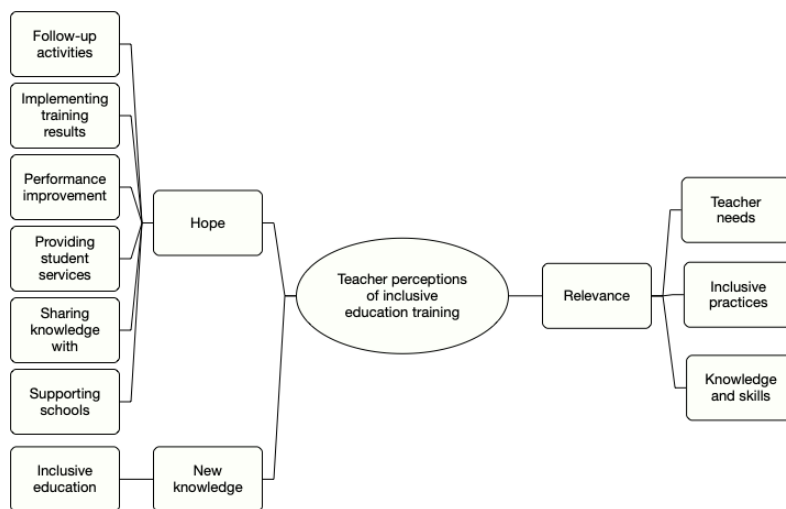 Follow-up
activities
Implementing
training
results
Performance
improvement
Providing
student
services
Sharing
knowledge
with
Supporting
schools
Inclusive
education
Hope
New
knowledge
Teacher perceptions
of inclusive
education training
Relevance
Teacher
needs
Inclusive
practices
Knowledge
and skills